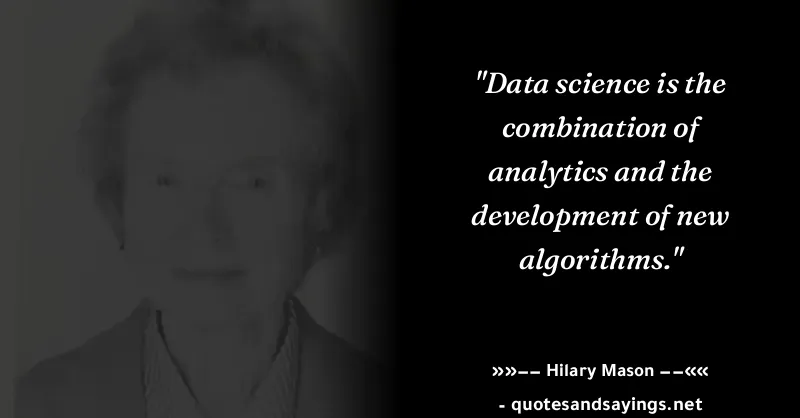 "Data science is the
combination of
analytics and the
development of new
algorithms."
»»−− Hilary Mason −−««
- quotesandsayings.net